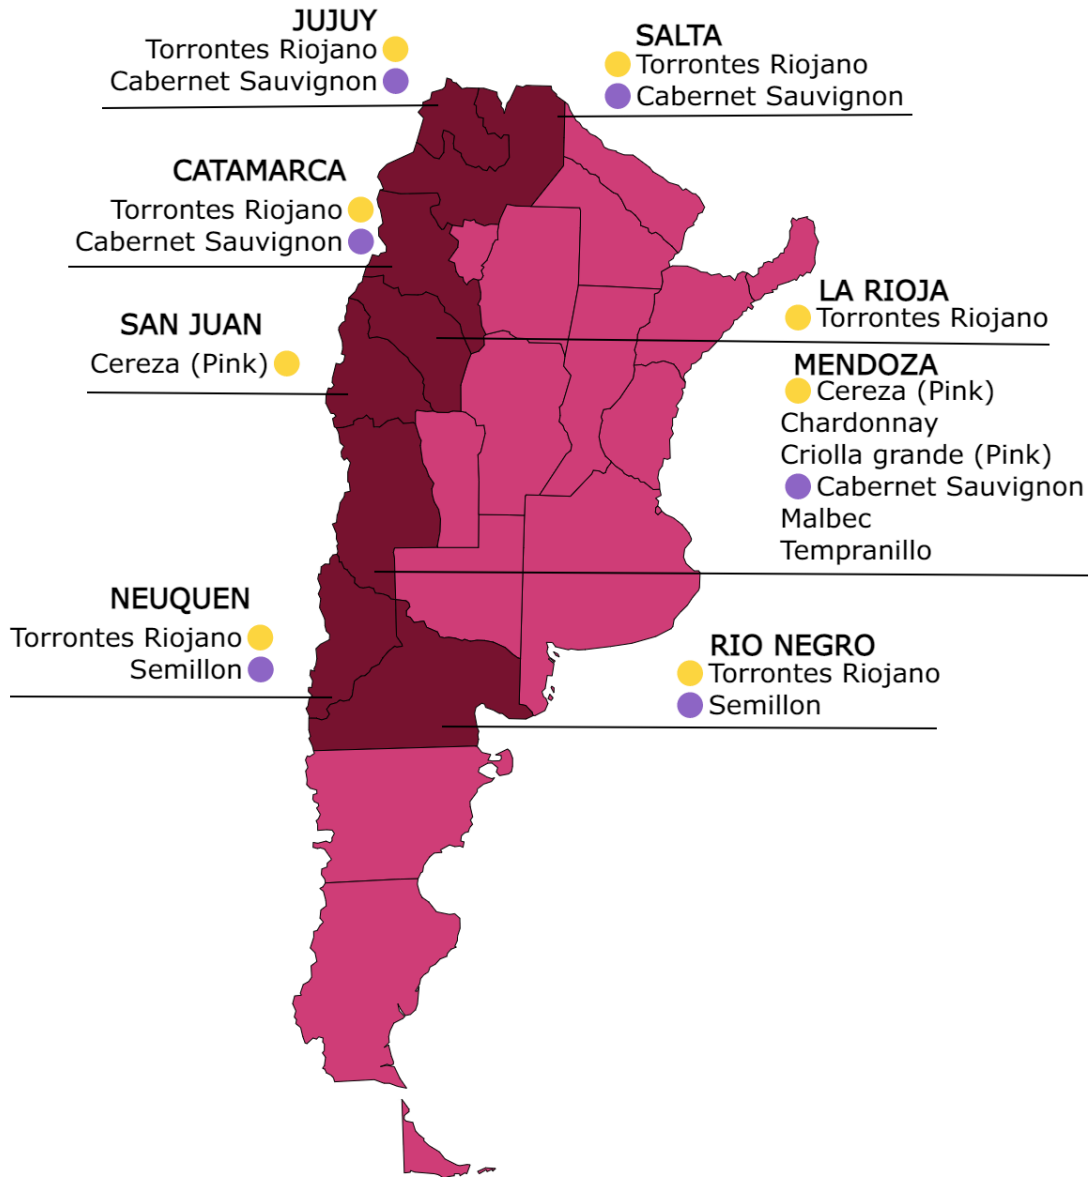 JUJUY
Torrontes Riojano
Cabernet Sauvignon
SALTA
Torrontes Riojano
Cabernet Sauvignon
CATAMARCA
Torrontes Riojano
Cabernet Sauvignon
LA RIOJA
Torrontes Riojano
SAN JUAN
Cereza (Pink)
MENDOZA
Cereza (Pink)
Chardonnay
Criolla grande (Pink)
Cabernet Sauvignon
Malbec
Tempranillo
NEUQUEN
Torrontes Riojano
Semillon
RIO NEGRO
Torrontes Riojano
Semillon